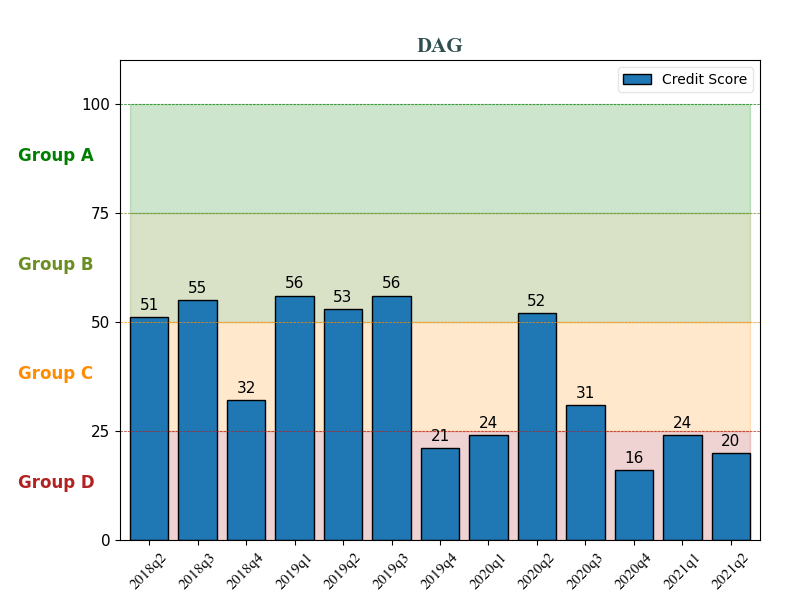 DAG
Credit Score
100
Group A
75
Group B
56
56
55
53
52
51
50
Group C
32
31
25
24
24
21
20
16
Group D
0
2018q2
2018q3
2018q4
2019q1
2019q2
2019q3
2019q4
2020q1
2020q2
2020q3
2020q4
2021q1
2021q2